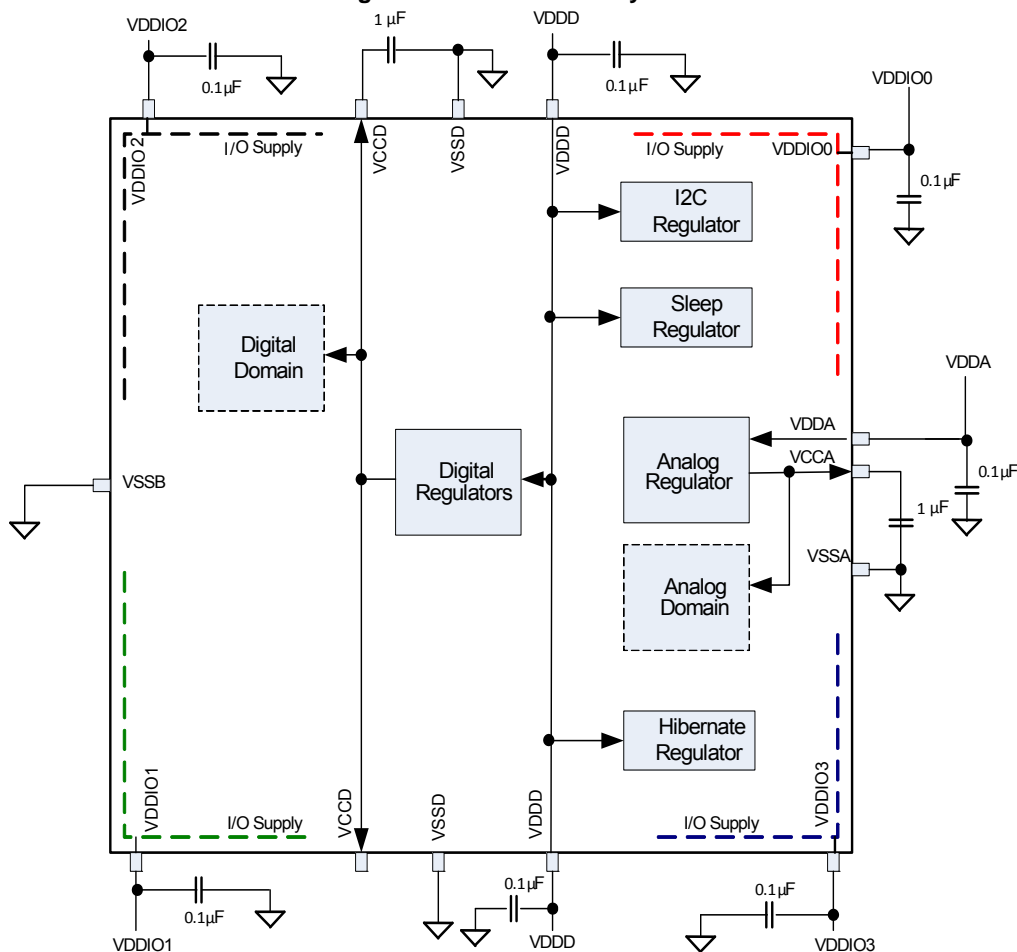 VDDIO2
1 µF
VDDD
0.1µF
0.1µF
VDDIO0
0.1µF
VDDIO2
I/O Supply
VCCD
VSSD
VDDD
I/O Supply
VDDIO0
I2C
Regulator
Sleep
Regulator
Digital
Domain
VDDA
VDDA
VCCA
Analog
Regulator
0.1µF
1 µF
Digital
Regulators
VSSB
VSSA
Analog
Domain
Hibernate
Regulator
VDDIO1
I/O Supply
VCCD
VSSD
VDDD
I/O Supply
VDDIO3
0.1µF
0.1µF
0.1µF
VDDIO1
VDDD
VDDIO3